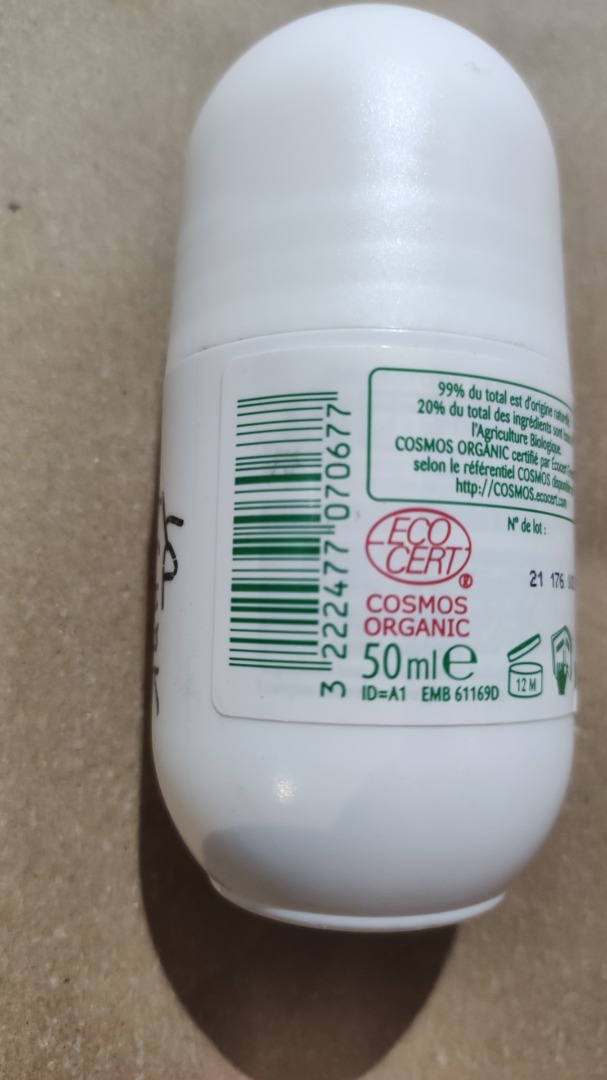 99% du total est d'origine naturelle
20% du total des ingrédients sont
l'Agriculture Biologique.
COSMOS ORGANIC certifié par Ecocert
selon le référentiel COSMOS
http://COSMOS.ecocert.com
N° de lot :
21 176
3 222477 070677
ECO
CERT®
COSMOS
ORGANIC
50 ml e
ID=A1 EMB 61169D
12 M